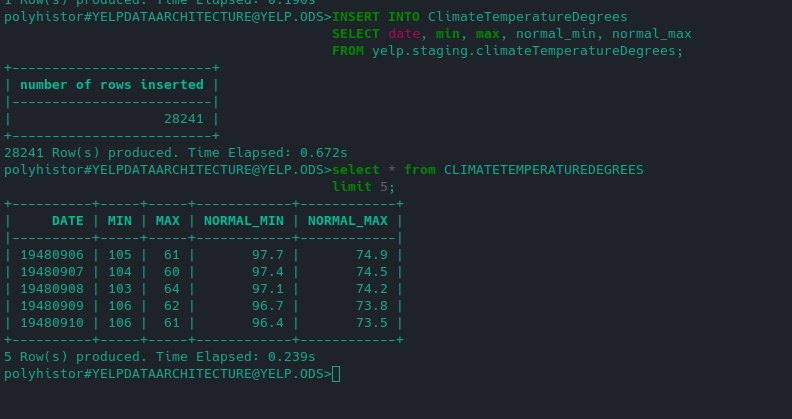 1 Row(s) produced. Time Elapsed: 0.190s
polyhistor#YELPDATAARCHITECTURE@YELP.ODS>INSERT INTO ClimateTemperatureDegrees
                                         SELECT date, min, max, normal_min, normal_max
                                         FROM yelp.staging.climateTemperatureDegrees;
+-------------------------+
| number of rows inserted |
|-------------------------|
|                   28241 |
+-------------------------+
28241 Row(s) produced. Time Elapsed: 0.672s
polyhistor#YELPDATAARCHITECTURE@YELP.ODS>select * from CLIMATETEMPERATUREDEGREES
                                         limit 5;
+----------+-----+-----+------------+------------+
|     DATE | MIN | MAX | NORMAL_MIN | NORMAL_MAX |
|----------+-----+-----+------------+------------|
| 19480906 | 105 |  61 |       97.7 |       74.9 |
| 19480907 | 104 |  60 |       97.4 |       74.5 |
| 19480908 | 103 |  64 |       97.1 |       74.2 |
| 19480909 | 106 |  62 |       96.7 |       73.8 |
| 19480910 | 106 |  61 |       96.4 |       73.5 |
+----------+-----+-----+------------+------------+
5 Row(s) produced. Time Elapsed: 0.239s
polyhistor#YELPDATAARCHITECTURE@YELP.ODS>